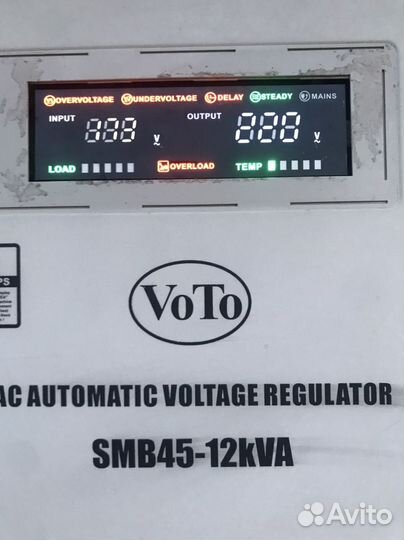 OVERVOLTAGE UNDERVOLTAGE DELAY STEADY MAINS
INPUT 888 V OUTPUT 888 V
LOAD OVERLOAD TEMP
VoTo
AC AUTOMATIC VOLTAGE REGULATOR
SMB45-12kVA
Avito